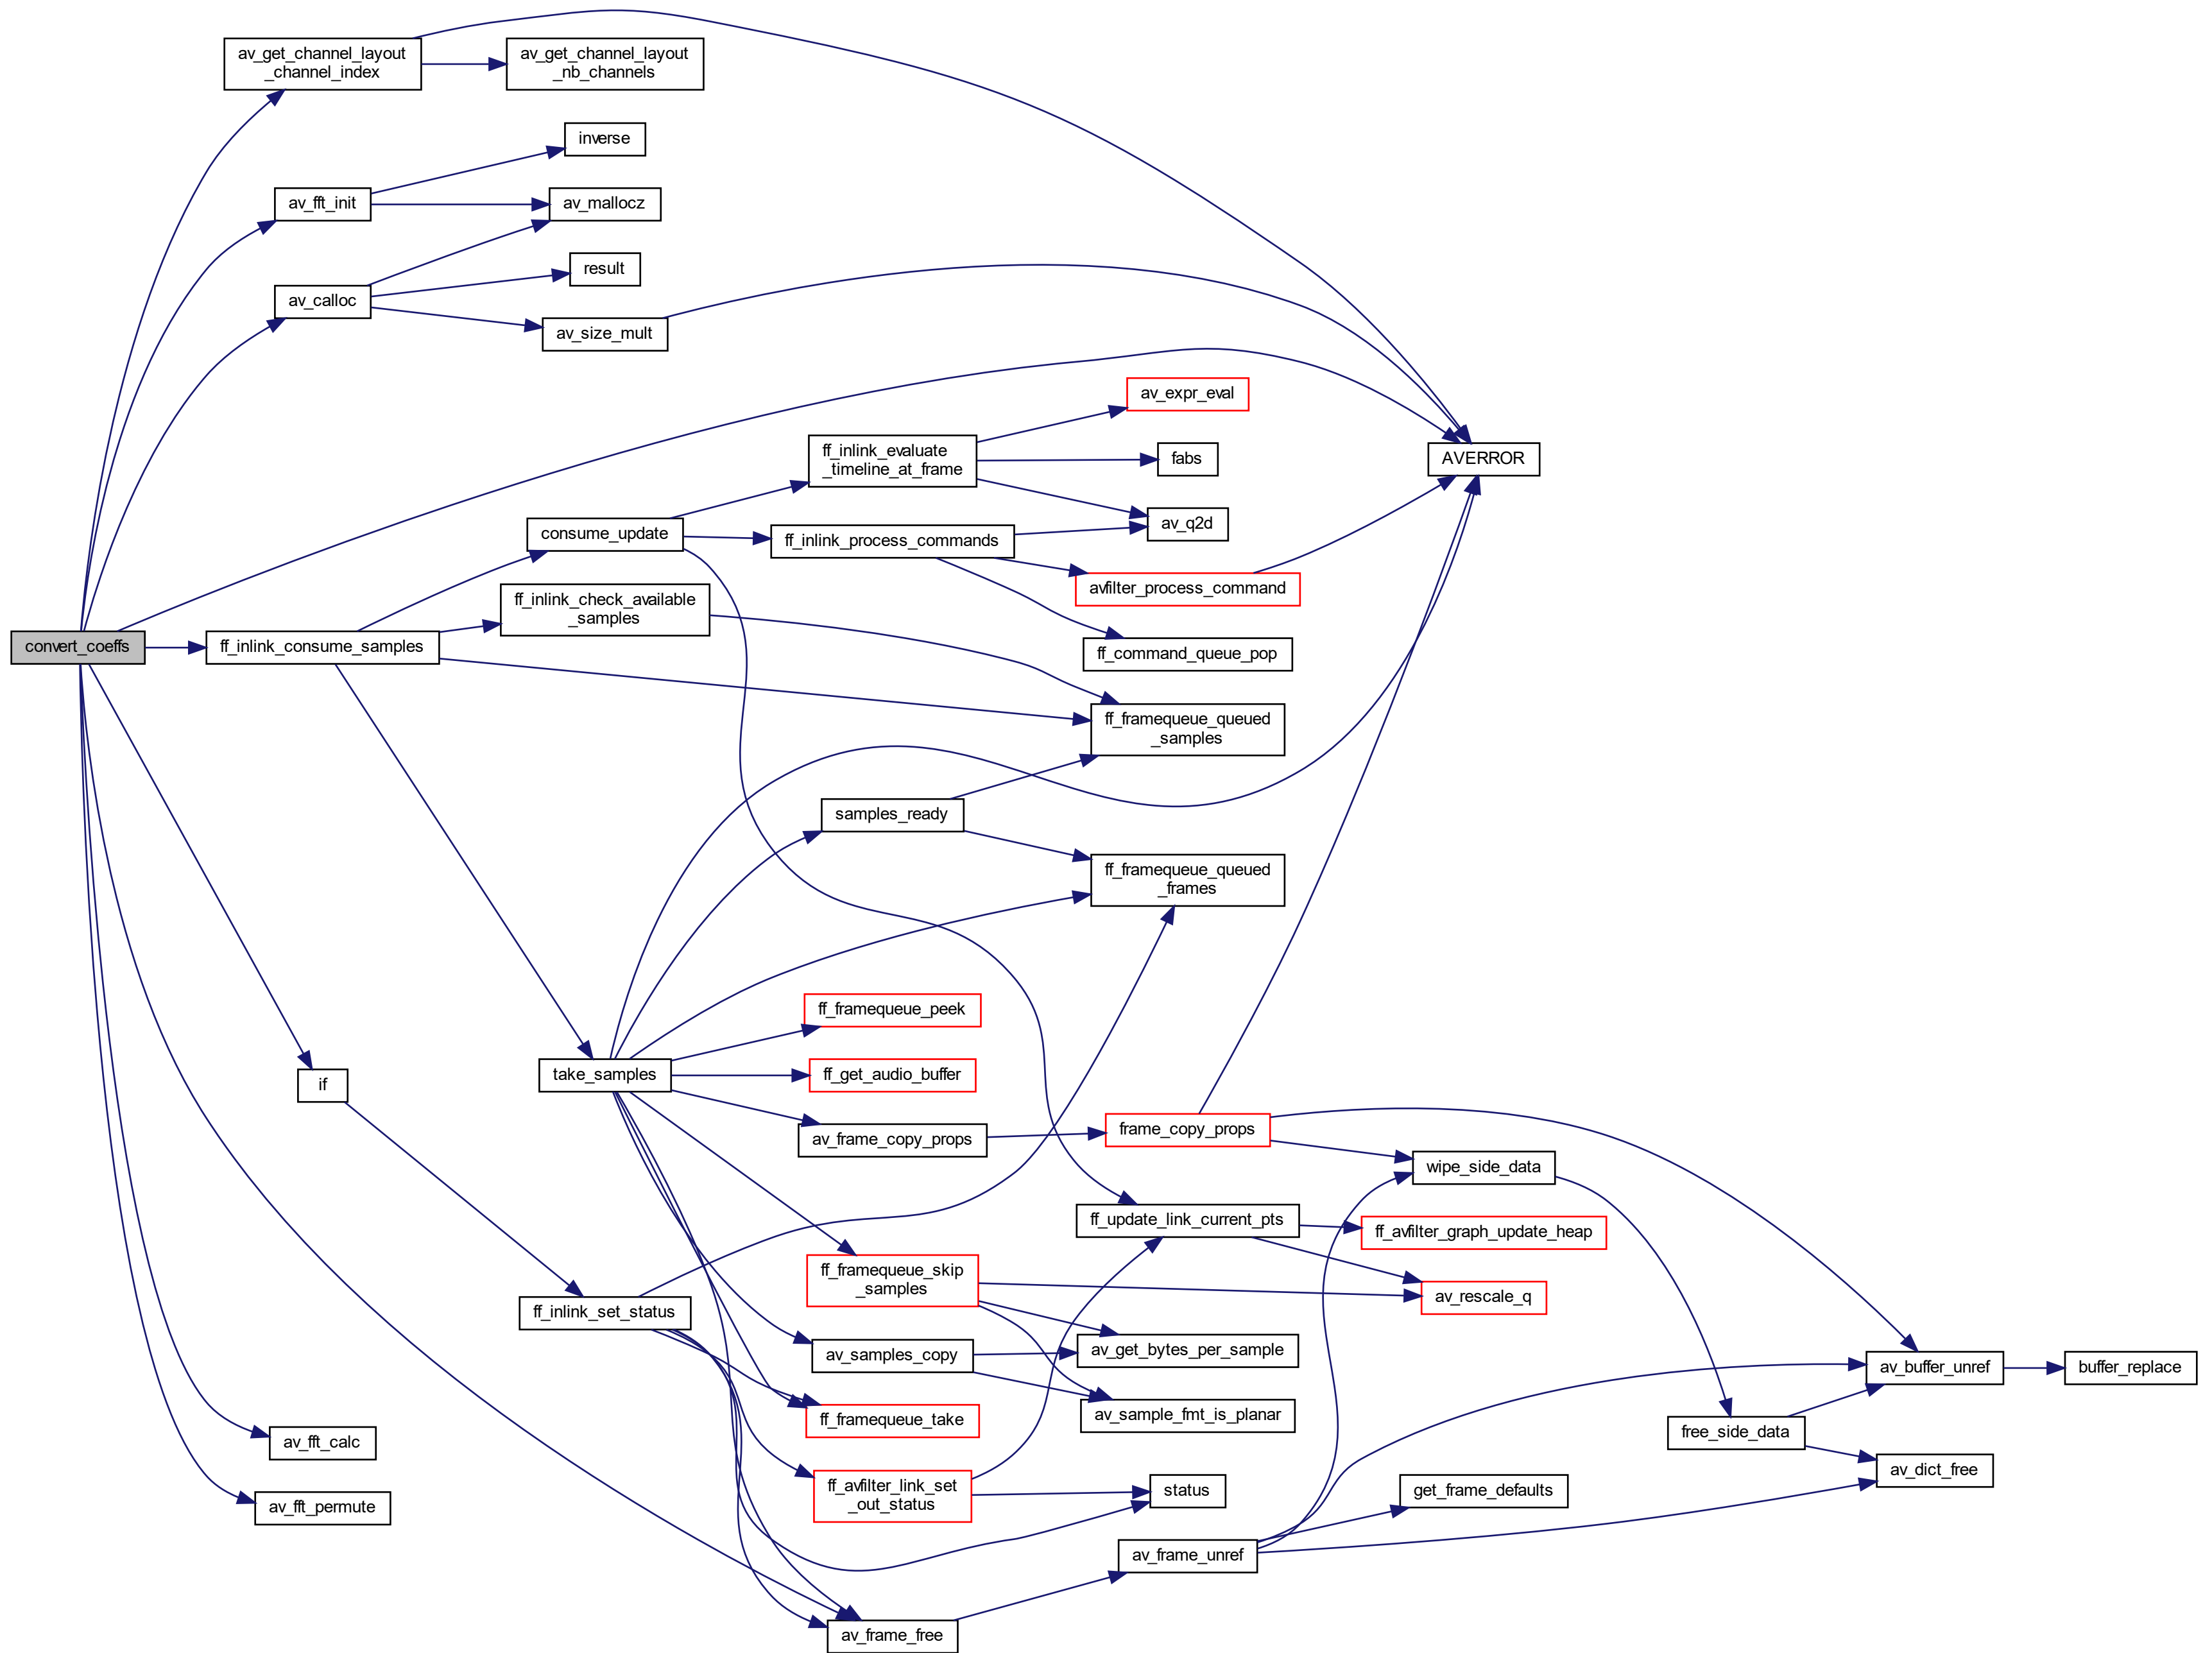 av_get_channel_layout
_channel_index
av_get_channel_layout
_nb_channels
inverse
av_fft_init
av_mallocz
result
av_calloc
av_size_mult
av_expr_eval
ff_inlink_evaluate
_timeline_at_frame
fabs
AVERROR
av_q2d
consume_update
ff_inlink_process_commands
avfilter_process_command
ff_inlink_check_available
_samples
convert_coeffs
ff_inlink_consume_samples
ff_command_queue_pop
ff_framequeue_queued
_samples
samples_ready
ff_framequeue_queued
_frames
ff_framequeue_peek
take_samples
ff_get_audio_buffer
if
av_frame_copy_props
frame_copy_props
wipe_side_data
ff_update_link_current_pts
ff_avfilter_graph_update_heap
ff_framequeue_skip
_samples
av_rescale_q
ff_inlink_set_status
av_samples_copy
av_get_bytes_per_sample
av_buffer_unref
buffer_replace
av_sample_fmt_is_planar
ff_framequeue_take
free_side_data
av_fft_calc
av_dict_free
ff_avfilter_link_set
_out_status
status
get_frame_defaults
av_fft_permute
av_frame_unref
av_frame_free